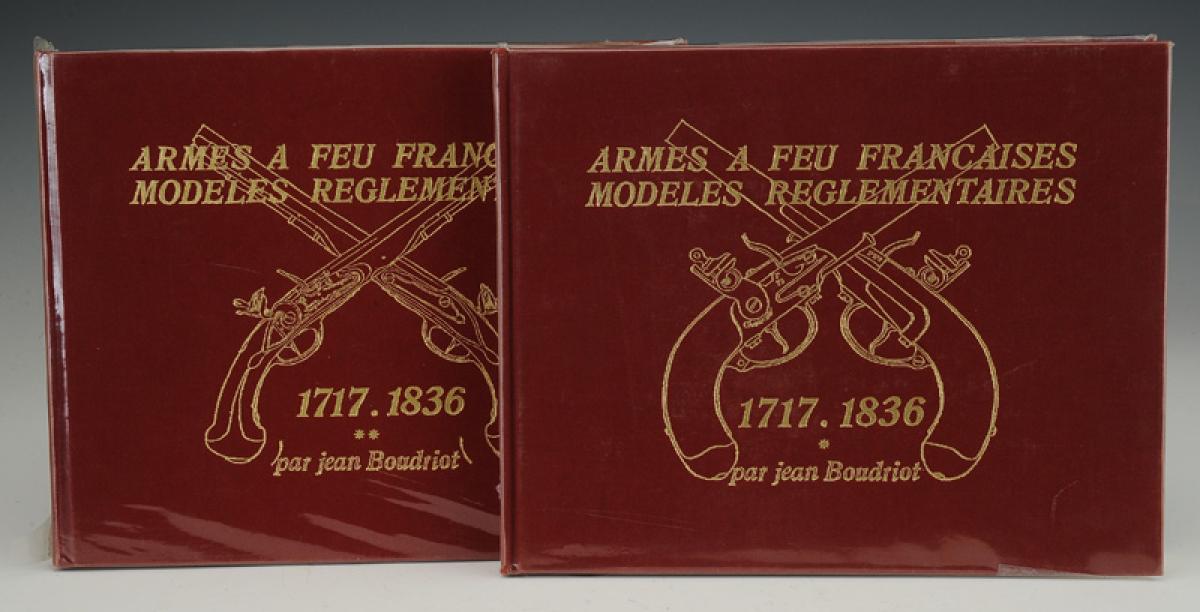 ARMES A FEU FRANC
MODELES REGLEMEN
1717.1836
**
par jean Boudriot
ARMES A FEU FRANCAISES
MODELES REGLEMENTAIRES
1717.1836
*
par jean Boudriot